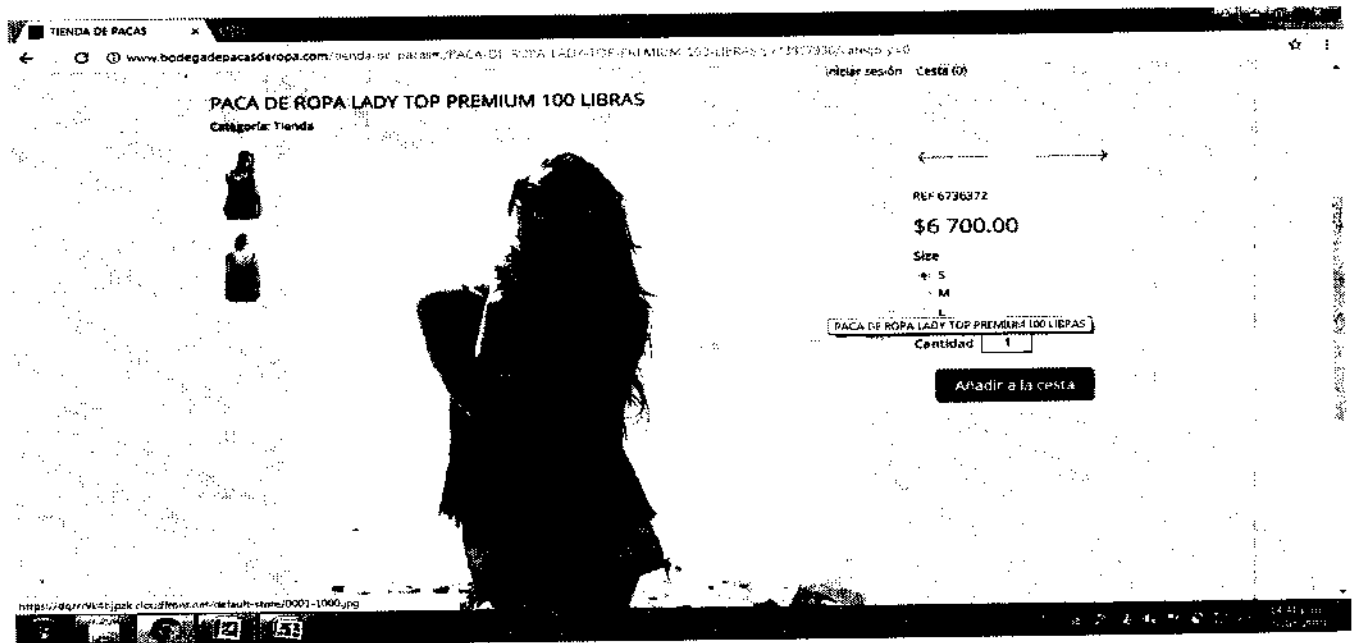 TIENDA DE PACAS
www.bodegadepacasderopa.com
Iniciar sesión Cesta (0)
PACA DE ROPA LADY TOP PREMIUM 100 LIBRAS
Categoría: Tienda
REF 6736372
$6 700.00
Size
S
M
L
PACA DE ROPA LADY TOP PREMIUM 100 LIBRAS
Cantidad 1
Añadir a la cesta